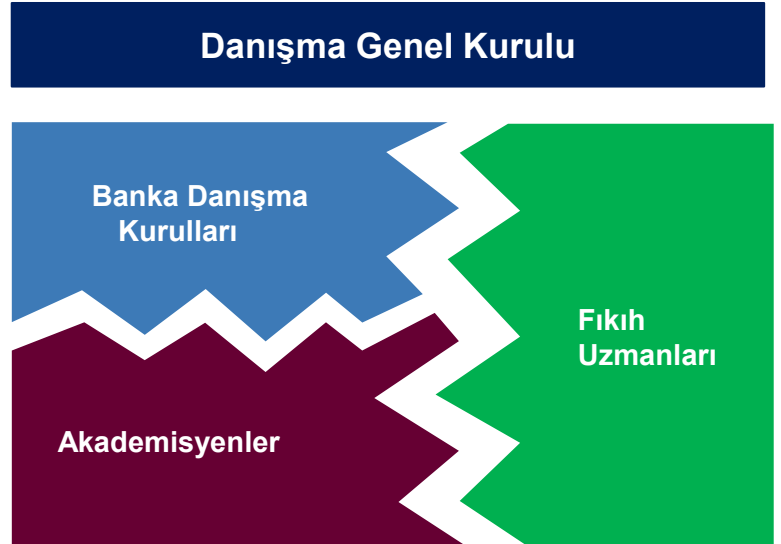 Danışma Genel Kurulu
Banka Danışma
Kurulları
Fıkıh
Uzmanları
Akademisyenler